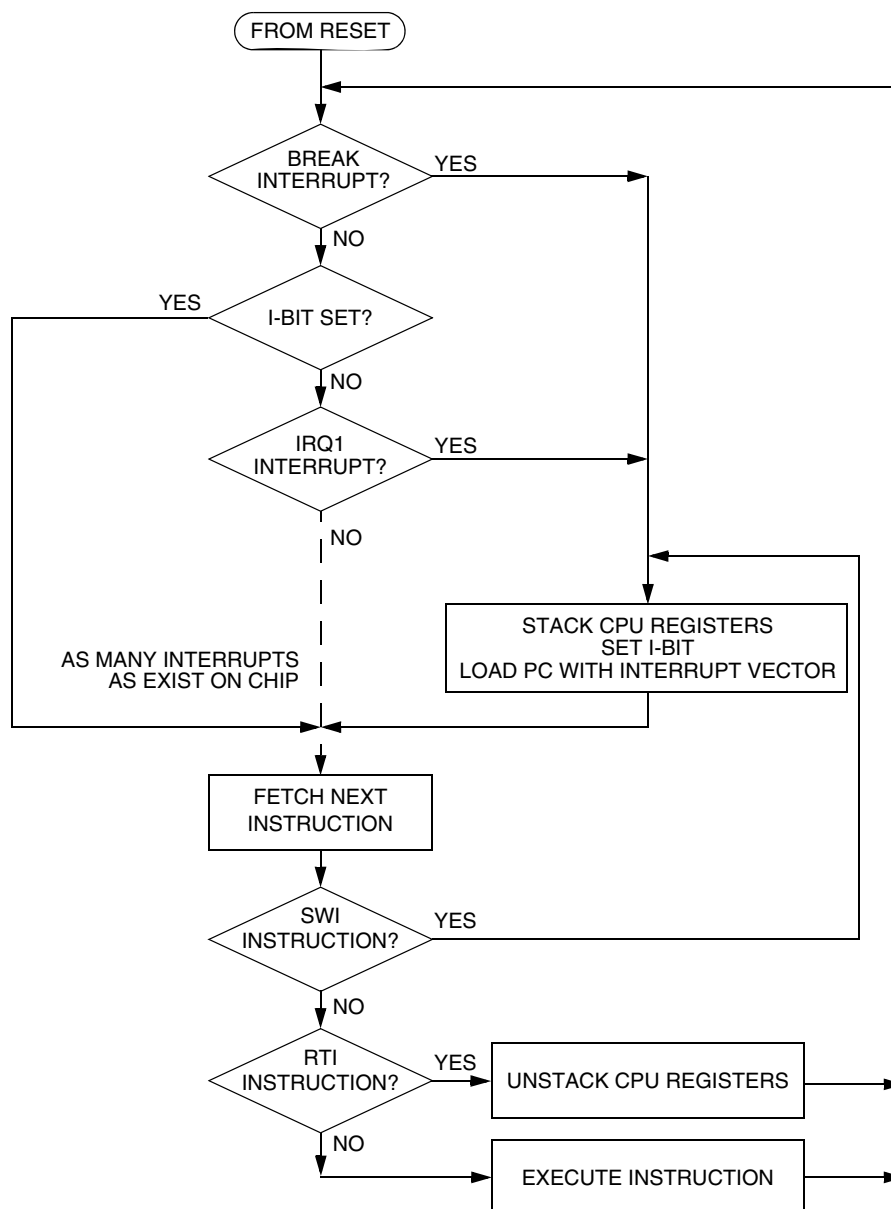 FROM RESET
BREAK
INTERRUPT?
YES
NO
YES
I-BIT SET?
NO
IRQ1
INTERRUPT?
YES
NO
STACK CPU REGISTERS
SET I-BIT
LOAD PC WITH INTERRUPT VECTOR
AS MANY INTERRUPTS
AS EXIST ON CHIP
FETCH NEXT
INSTRUCTION
SWI
INSTRUCTION?
YES
NO
RTI
INSTRUCTION?
YES
UNSTACK CPU REGISTERS
NO
EXECUTE INSTRUCTION